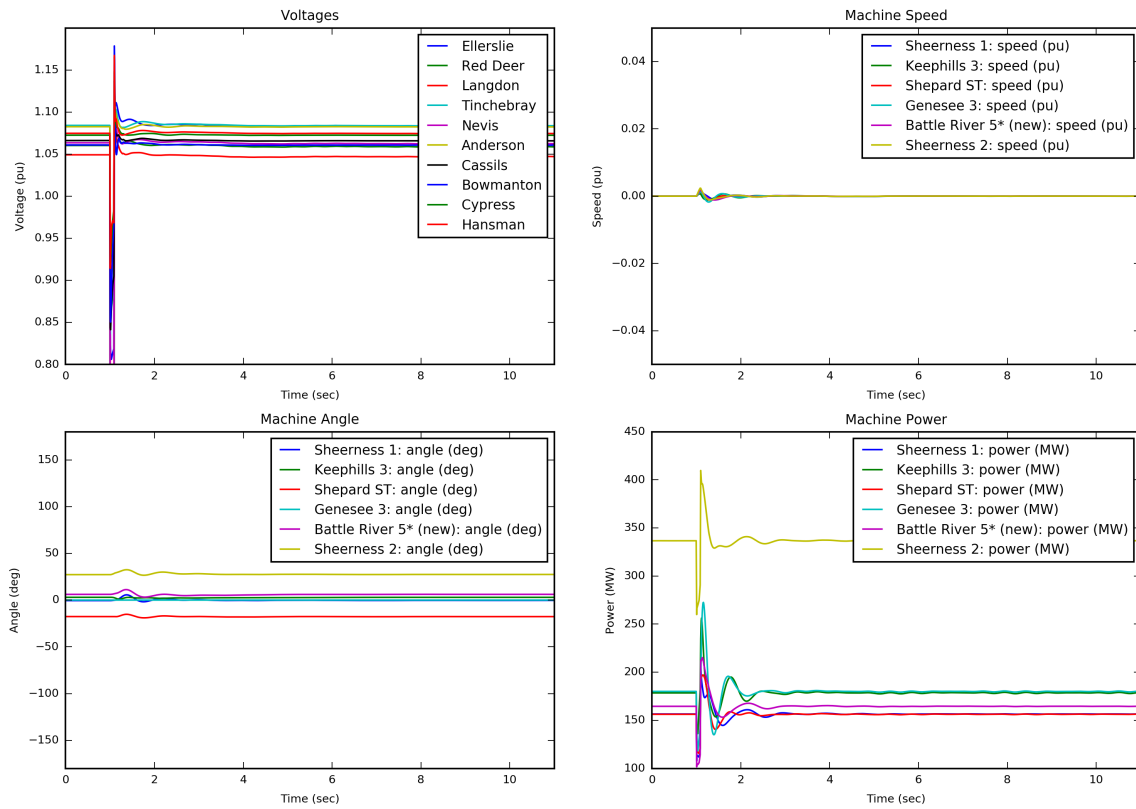 Voltages
1.15
1.10
1.05
1.00
0.95
0.90
0.85
0.80
Voltage (pu)
Ellerslie
Red Deer
Langdon
Tinchebray
Nevis
Anderson
Cassils
Bowmanton
Cypress
Hansman
0 2 4 6 8 10
Time (sec)
Machine Speed
0.04
0.02
0.00
−0.02
−0.04
Speed (pu)
Sheerness 1: speed (pu)
Keephills 3: speed (pu)
Shepard ST: speed (pu)
Genesee 3: speed (pu)
Battle River 5* (new): speed (pu)
Sheerness 2: speed (pu)
0 2 4 6 8 10
Time (sec)
Machine Angle
150
100
50
0
−50
−100
−150
Angle (deg)
Sheerness 1: angle (deg)
Keephills 3: angle (deg)
Shepard ST: angle (deg)
Genesee 3: angle (deg)
Battle River 5* (new): angle (deg)
Sheerness 2: angle (deg)
0 2 4 6 8 10
Time (sec)
Machine Power
450
400
350
300
250
200
150
100
Power (MW)
Sheerness 1: power (MW)
Keephills 3: power (MW)
Shepard ST: power (MW)
Genesee 3: power (MW)
Battle River 5* (new): power (MW)
Sheerness 2: power (MW)
0 2 4 6 8 10
Time (sec)